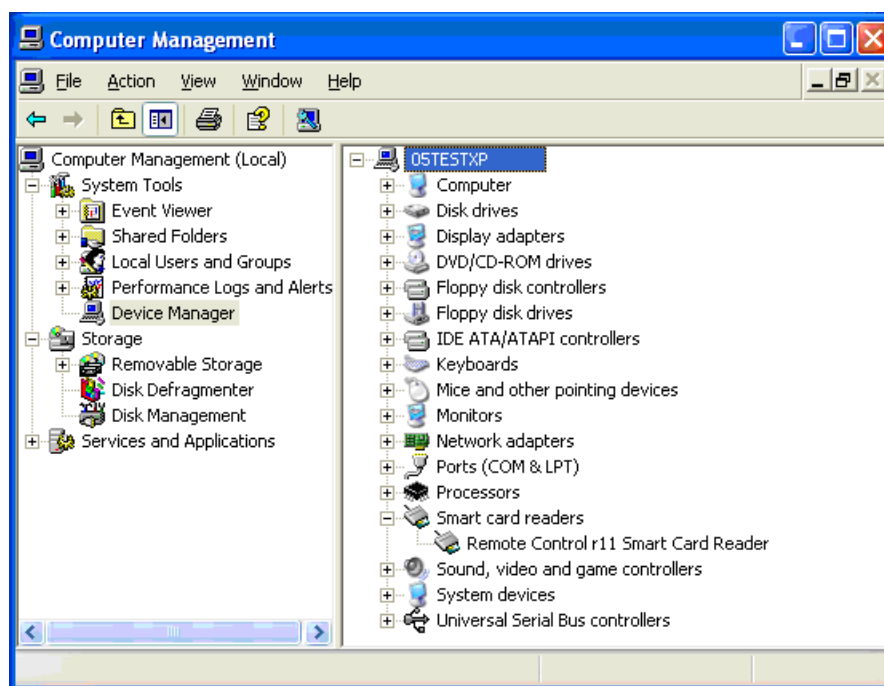 Computer Management
File Action View Window Help
Computer Management (Local)
System Tools
Event Viewer
Shared Folders
Local Users and Groups
Performance Logs and Alerts
Device Manager
Storage
Removable Storage
Disk Defragmenter
Disk Management
Services and Applications
05TESTXP
Computer
Disk drives
Display adapters
DVD/CD-ROM drives
Floppy disk controllers
Floppy disk drives
IDE ATA/ATAPI controllers
Keyboards
Mice and other pointing devices
Monitors
Network adapters
Ports (COM & LPT)
Processors
Smart card readers
Remote Control r11 Smart Card Reader
Sound, video and game controllers
System devices
Universal Serial Bus controllers